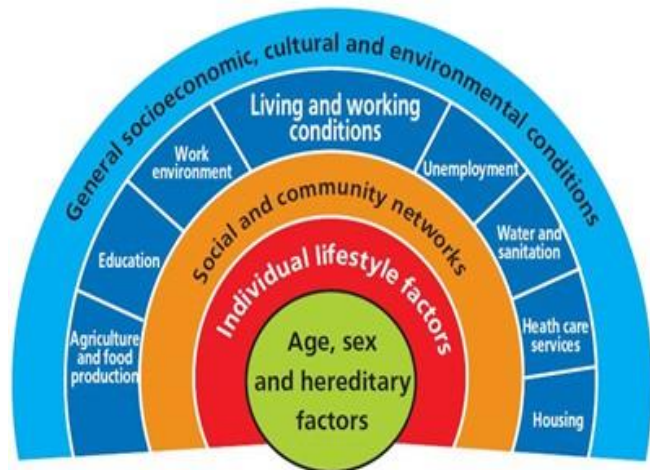 General socioeconomic, cultural and environmental conditions
Living and working
conditions
Work
environment
Unemployment
Education
Water and
sanitation
Agriculture
and food
production
Heath care
services
Housing
Social and community networks
Individual lifestyle factors
Age, sex
and hereditary
factors